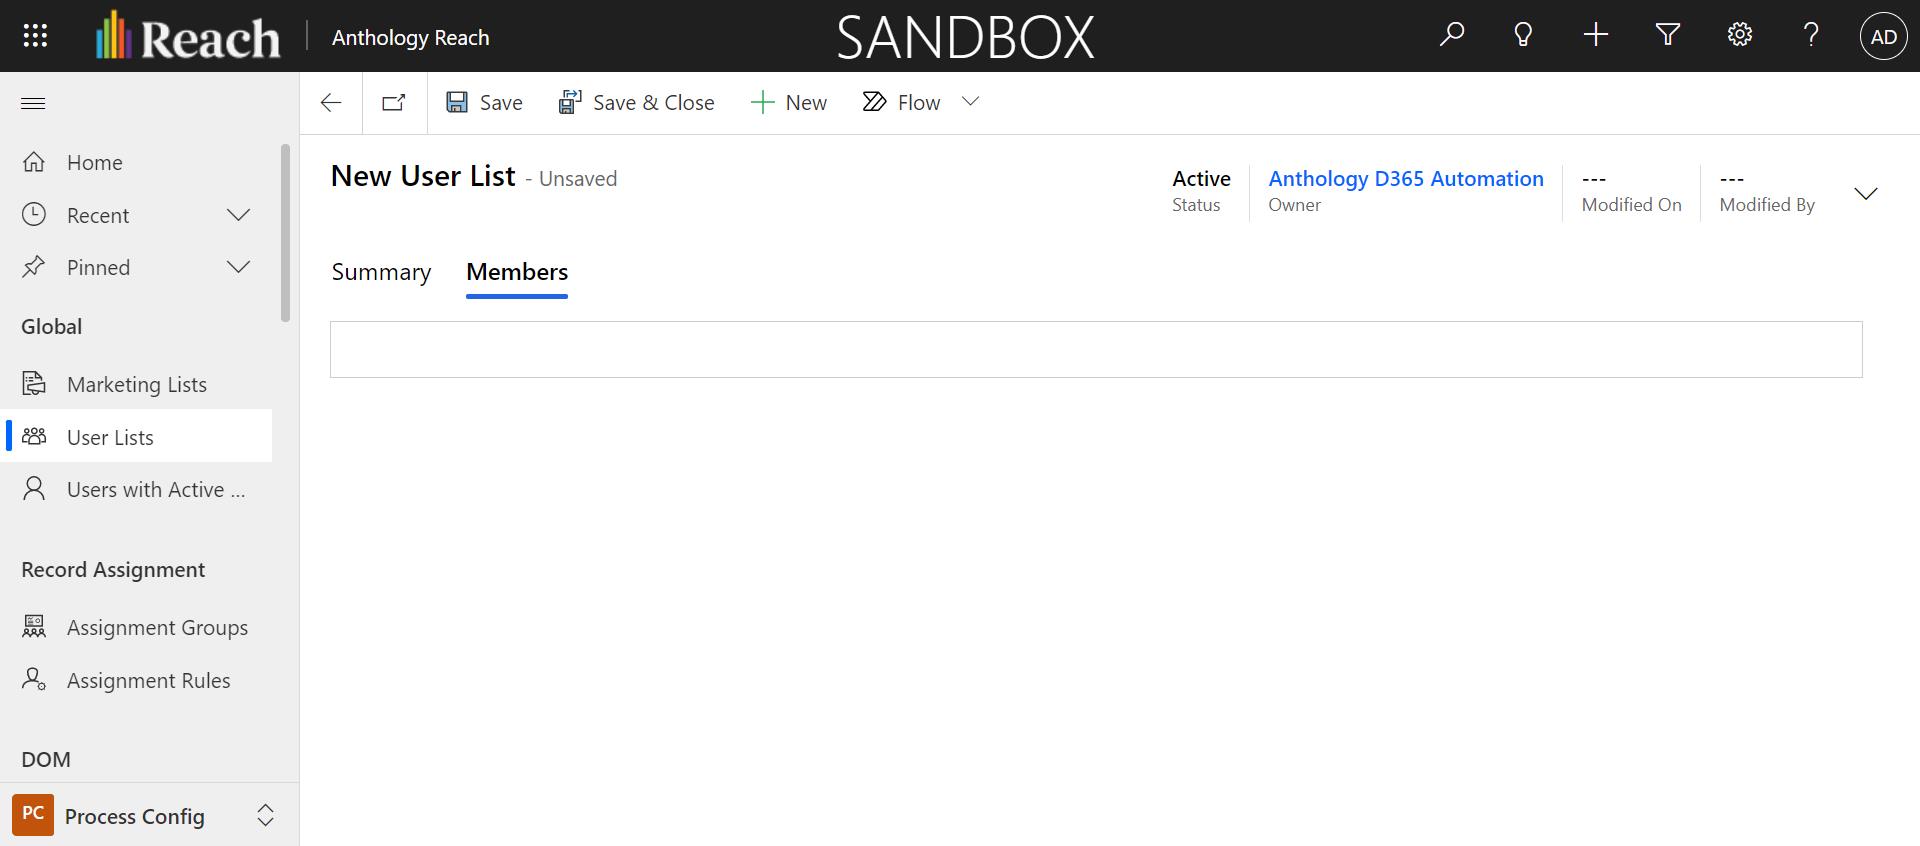 Reach
Anthology Reach
SANDBOX
AD
Save
Save & Close
New
Flow
Home
Recent
Pinned
Global
Marketing Lists
User Lists
Users with Active ...
Record Assignment
Assignment Groups
Assignment Rules
DOM
PC Process Config
New User List - Unsaved
Active
Status
Anthology D365 Automation
Owner
---
Modified On
---
Modified By
Summary
Members